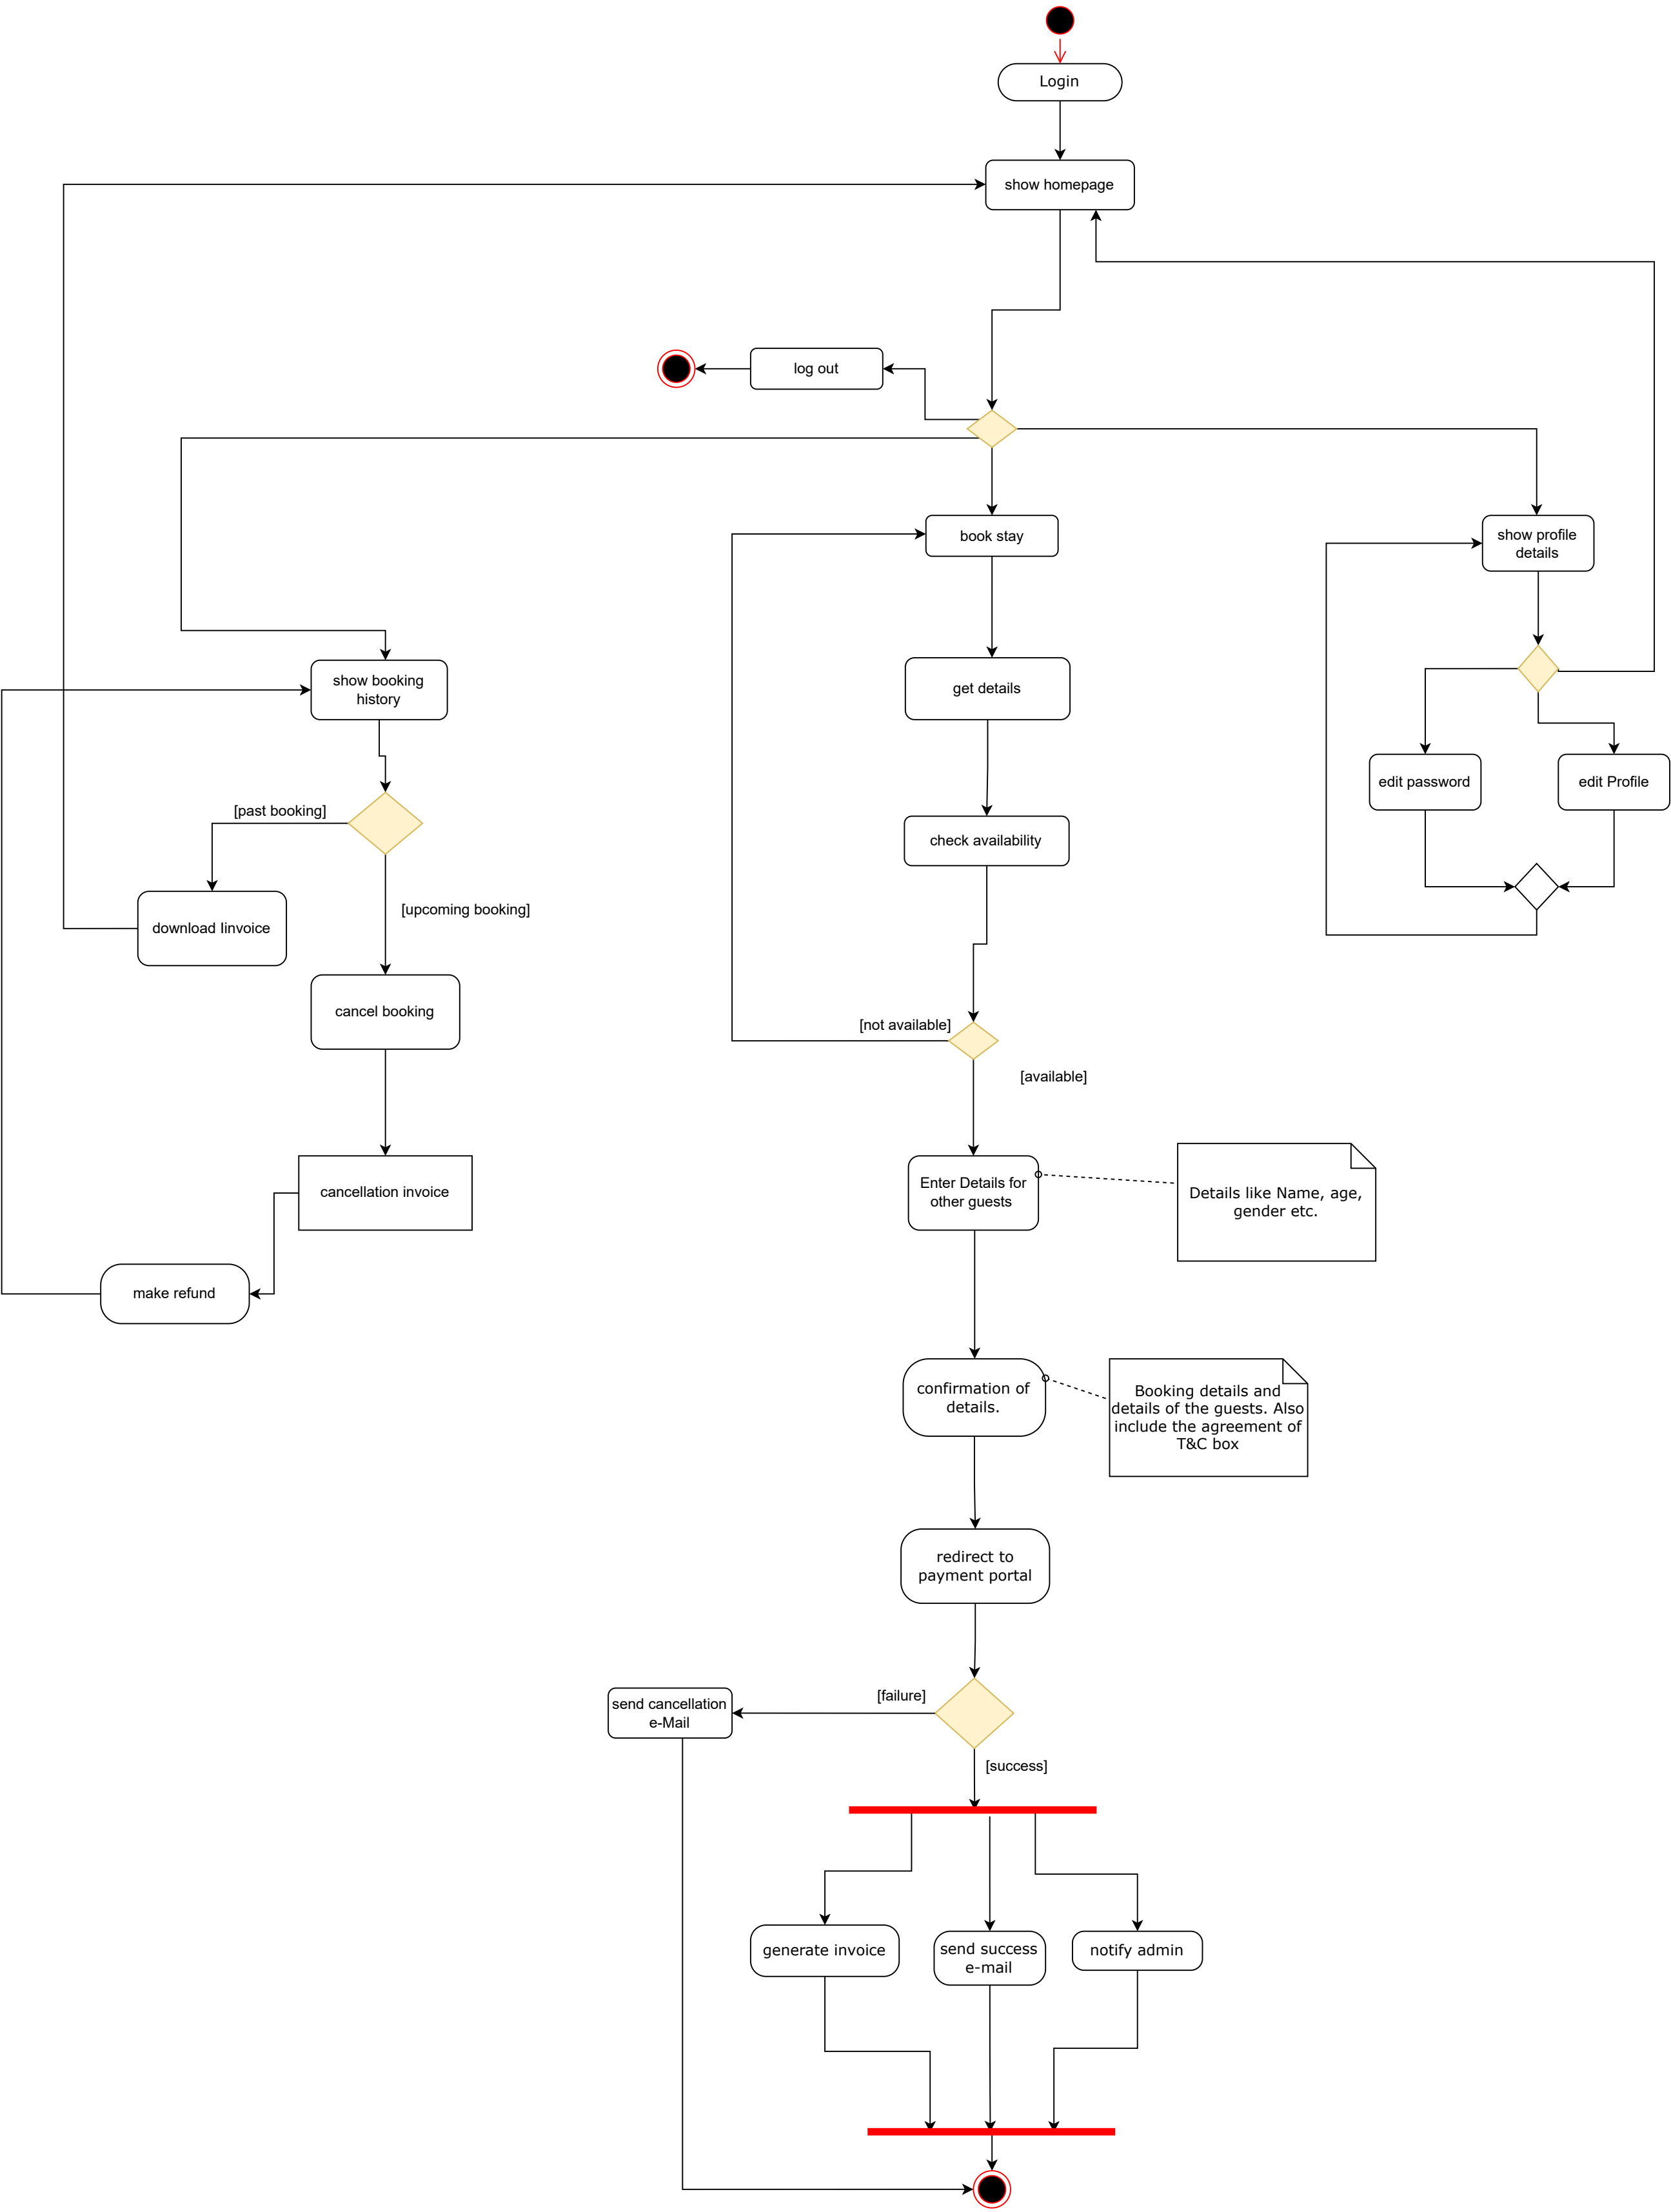 Login
show homepage
log out
book stay
show profile
details
show booking
history
get details
edit password
edit Profile
[past booking]
check availability
[upcoming booking]
download Iinvoice
cancel booking
[not available]
[available]
cancellation invoice
Enter Details for
other guests
Details like Name, age,
gender etc.
make refund
confirmation of
details.
Booking details and
details of the guests. Also
include the agreement of
T&C box
redirect to
payment portal
[failure]
send cancellation
e-Mail
[success]
generate invoice
send success
e-mail
notify admin